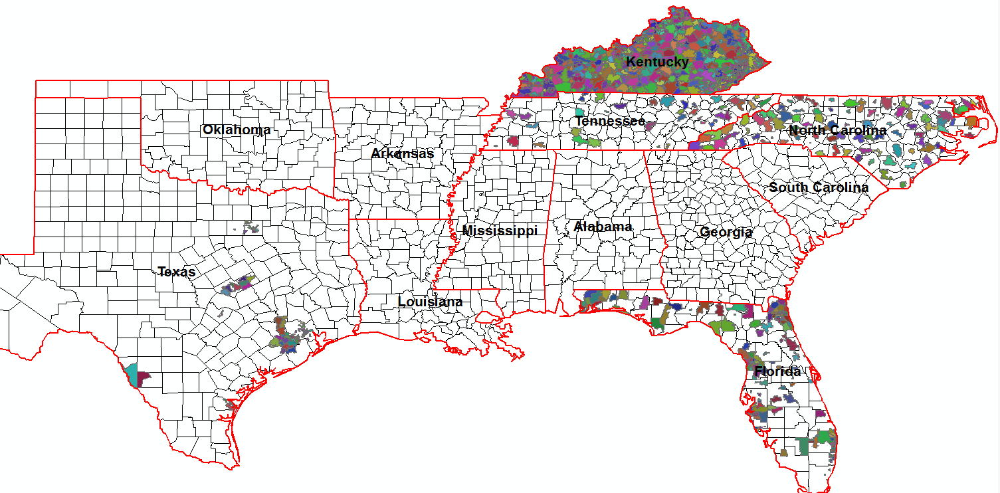 Kentucky
Tennessee
North Carolina
Oklahoma
Arkansas
South Carolina
Mississippi
Alabama
Georgia
Texas
Louisiana
Florida